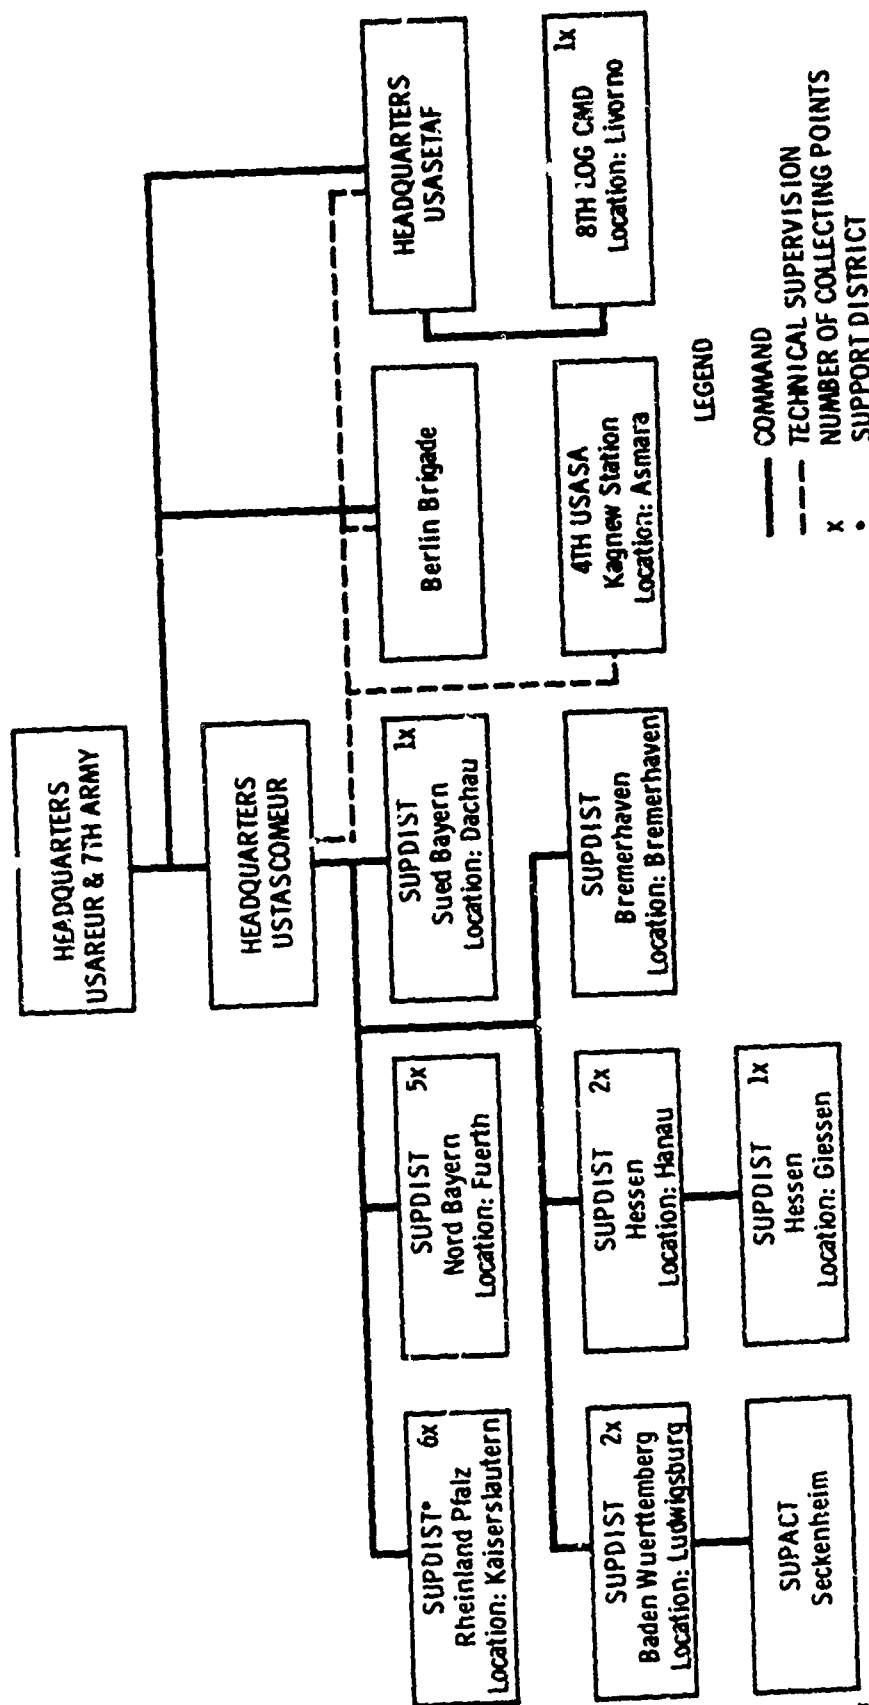 HEADQUARTERS
USAREUR & 7TH ARMY
HEADQUARTERS
USTASCOMEUR
SUPDIST• 6x
Rheinland Pfalz
Location: Kaiserslautern
SUPDIST 5x
Nord Bayern
Location: Fuerth
SUPDIST 1x
Sued Bayern
Location: Dachau
Berlin Brigade
HEADQUARTERS
USASETAF
SUPDIST 2x
Baden Wuerttemberg
Location: Ludwigsburg
SUPDIST 2x
Hessen
Location: Hanau
SUPDIST
Bremerhaven
Location: Bremerhaven
4TH USASA
Kagnew Station
Location: Asmara
8TH LOG CMD 1x
Location: Livorno
SUPACT
Seckenheim
SUPDIST 1x
Hessen
Location: Giessen
LEGEND
COMMAND
TECHNICAL SUPERVISION
x NUMBER OF COLLECTING POINTS
• SUPPORT DISTRICT